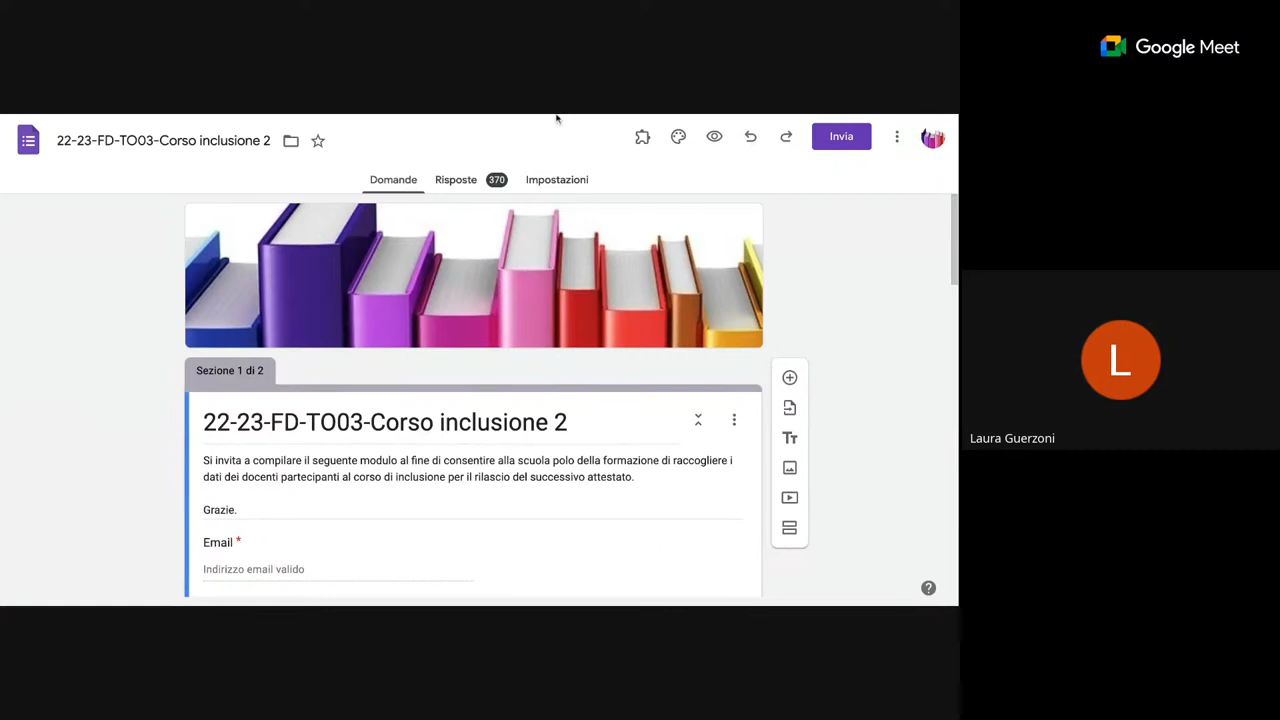 Google Meet
22-23-FD-TO03-Corso inclusione 2
Invia
Domande
Risposte 370
Impostazioni
Sezione 1 di 2
22-23-FD-TO03-Corso inclusione 2
Si invita a compilare il seguente modulo al fine di consentire alla scuola polo della formazione di raccogliere i
dati dei docenti partecipanti al corso di inclusione per il rilascio del successivo attestato.
Grazie.
Email *
Indirizzo email valido
Tт
?
L
Laura Guerzoni